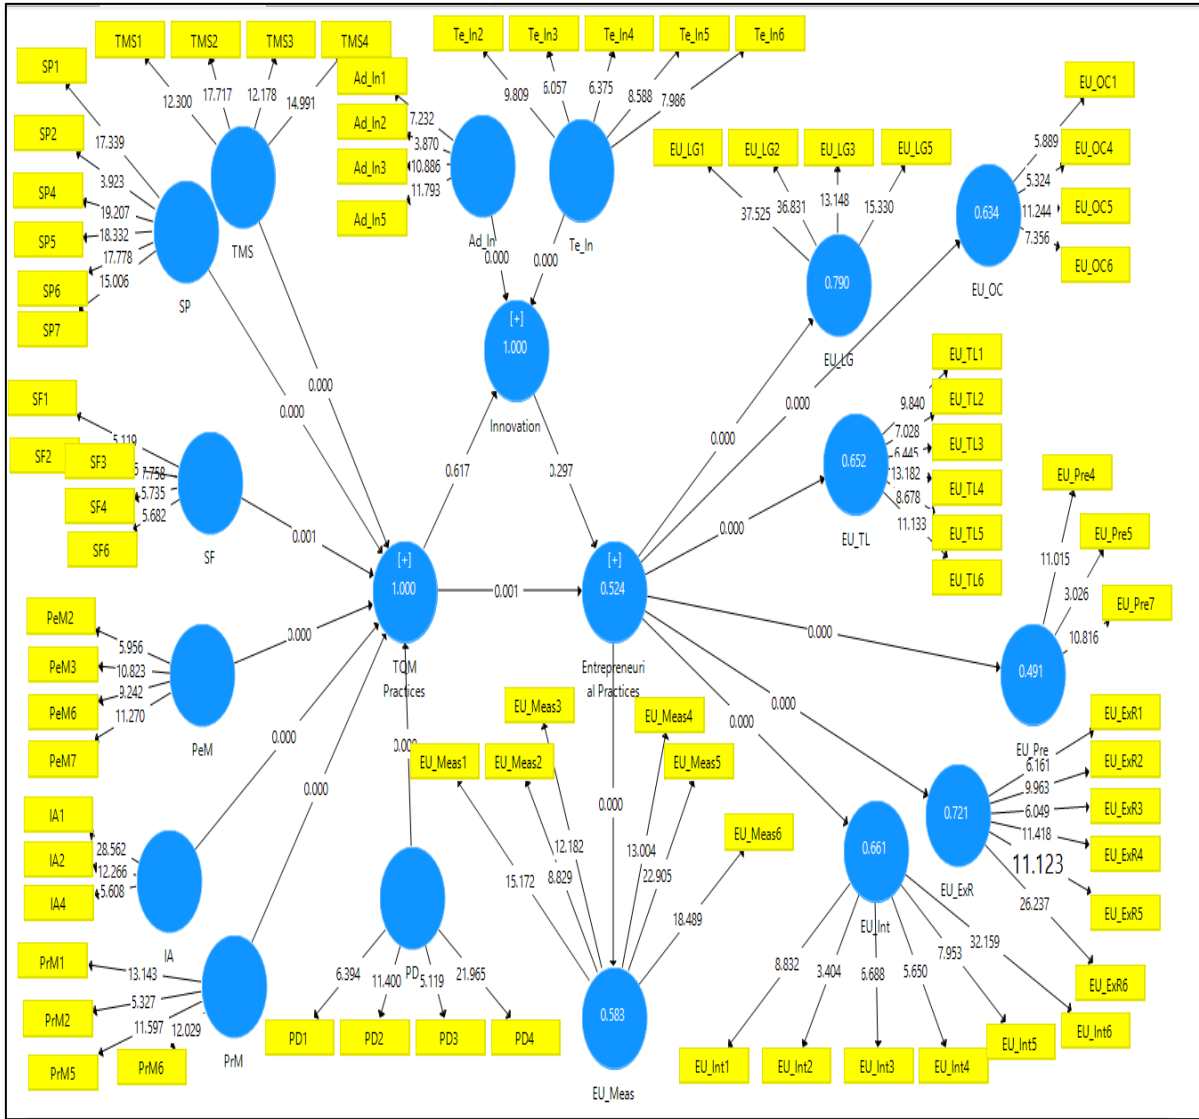 TMS1
TMS2
TMS3
TMS4
12.300
17.717
12.178
14.991
TMS
SP1
SP2
SP4
SP5
SP6
SP7
17.339
3.923
19.207
18.332
17.778
15.006
SP
0.000
0.000
Ad_In1
Ad_In2
Ad_In3
Ad_In5
7.232
3.870
10.886
11.793
Ad_In
0.000
Te_In2
Te_In3
Te_In4
Te_In5
Te_In6
9.809
6.057
6.375
8.588
7.986
Te_In
0.000
[+]
1.000
Innovation
0.617
0.297
EU_LG1
EU_LG2
EU_LG3
EU_LG5
37.525
36.831
13.148
15.330
0.790
EU_LG
0.000
EU_OC1
EU_OC4
EU_OC5
EU_OC6
5.889
5.324
11.244
7.356
0.634
EU_OC
0.000
EU_TL1
EU_TL2
EU_TL3
EU_TL4
EU_TL5
EU_TL6
9.840
7.028
6.445
13.182
8.678
11.133
0.652
EU_TL
0.000
SF1
SF2
SF3
SF4
SF6
5.119
7.758
5.735
5.682
SF
0.001
[+]
1.000
TQM
Practices
0.001
[+]
0.524
Entrepreneuri
al Practices
EU_Pre4
EU_Pre5
EU_Pre7
11.015
3.026
10.816
0.491
EU_Pre
0.000
PeM2
PeM3
PeM6
PeM7
5.956
10.823
9.242
11.270
PeM
0.000
IA1
IA2
IA4
28.562
12.266
5.608
IA
0.000
PrM1
PrM2
PrM5
PrM6
13.143
5.327
11.597
12.029
PrM
0.000
PD
0.000
6.394
11.400
5.119
21.965
PD1
PD2
PD3
PD4
EU_Meas1
EU_Meas2
EU_Meas3
EU_Meas4
EU_Meas5
EU_Meas6
15.172
8.829
12.182
13.004
22.905
18.489
0.583
EU_Meas
0.000
0.661
EU_Int
0.000
8.832
3.404
6.688
5.650
7.953
32.159
EU_Int1
EU_Int2
EU_Int3
EU_Int4
EU_Int5
EU_Int6
0.721
EU_ExR
0.000
6.161
9.963
6.049
11.418
11.123
26.237
EU_ExR1
EU_ExR2
EU_ExR3
EU_ExR4
EU_ExR5
EU_ExR6